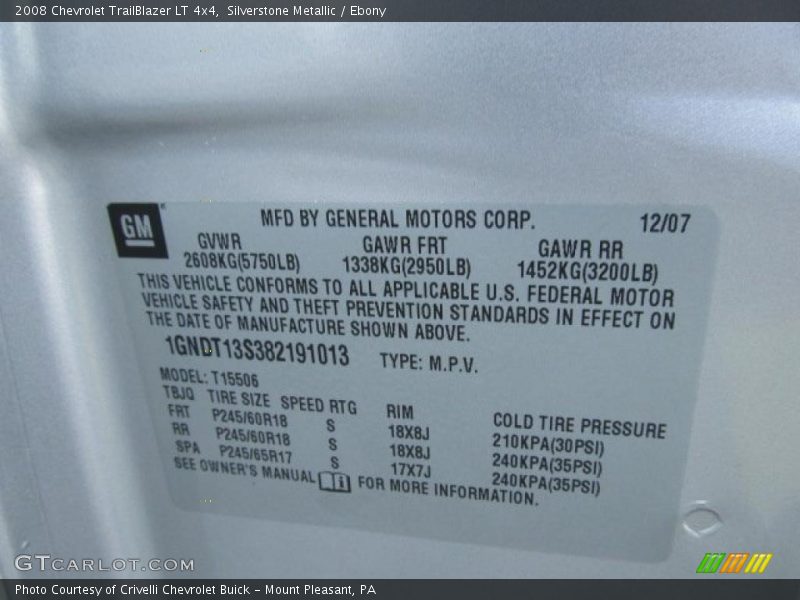 2008 Chevrolet TrailBlazer LT 4x4, Silverstone Metallic / Ebony
GM
MFD BY GENERAL MOTORS CORP. 12/07
GVWR GAWR FRT GAWR RR
2608KG(5750LB) 1338KG(2950LB) 1452KG(3200LB)
THIS VEHICLE CONFORMS TO ALL APPLICABLE U.S. FEDERAL MOTOR
VEHICLE SAFETY AND THEFT PREVENTION STANDARDS IN EFFECT ON
THE DATE OF MANUFACTURE SHOWN ABOVE.
1GNDT13S382191013 TYPE: M.P.V.
MODEL: T15506
TBJQ TIRE SIZE SPEED RTG RIM COLD TIRE PRESSURE
FRT P245/60R18 S 18X8J 210KPA(30PSI)
RR P245/60R18 S 18X8J 240KPA(35PSI)
SPA P245/65R17 S 17X7J 240KPA(35PSI)
SEE OWNER'S MANUAL i FOR MORE INFORMATION.
GTCARLOT.COM
Photo Courtesy of Crivelli Chevrolet Buick - Mount Pleasant, PA